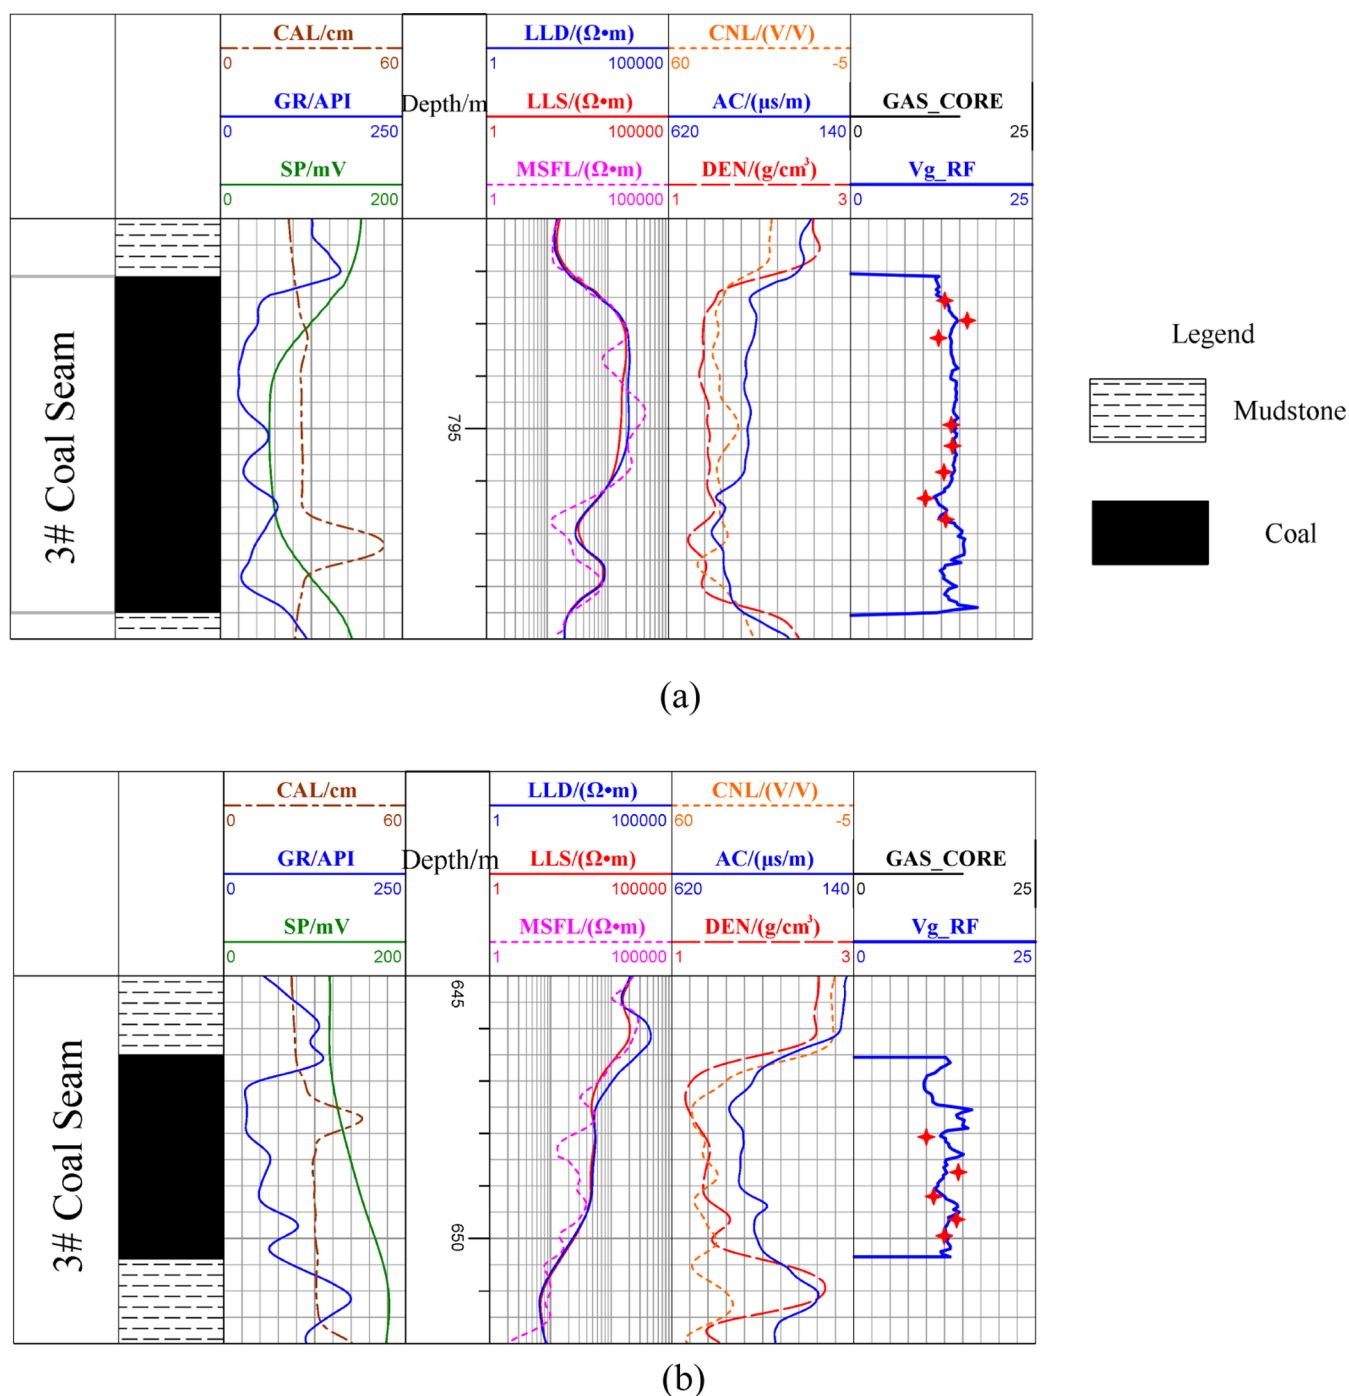 CAL/cm
0 60
GR/API
0 250
SP/mV
0 200
Depth/m
LLD/(Ω•m)
1 100000
LLS/(Ω•m)
1 100000
MSFL/(Ω•m)
1 100000
CNL/(V/V)
60 -5
AC/(μs/m)
620 140
DEN/(g/cm³)
1 3
GAS_CORE
0 25
Vg_RF
0 25
3# Coal Seam
795
Legend
Mudstone
Coal
(a)
CAL/cm
0 60
GR/API
0 250
SP/mV
0 200
Depth/m
LLD/(Ω•m)
1 100000
LLS/(Ω•m)
1 100000
MSFL/(Ω•m)
1 100000
CNL/(V/V)
60 -5
AC/(μs/m)
620 140
DEN/(g/cm³)
1 3
GAS_CORE
0 25
Vg_RF
0 25
3# Coal Seam
645
650
(b)